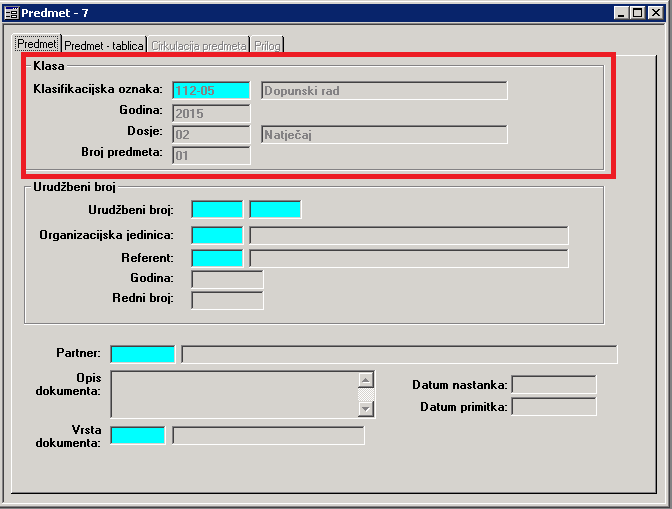 Predmet - 7
Predmet Predmet - tablica Cirkulacija predmeta Prilog
Klasa
Klasifikacijska oznaka: 112-05 Dopunski rad
Godina: 2015
Dosje: 02 Natječaj
Broj predmeta: 01
Urudžbeni broj
Urudžbeni broj:
Organizacijska jedinica:
Referent:
Godina:
Redni broj:
Partner:
Opis
dokumenta:
Datum nastanka:
Datum primitka:
Vrsta
dokumenta: